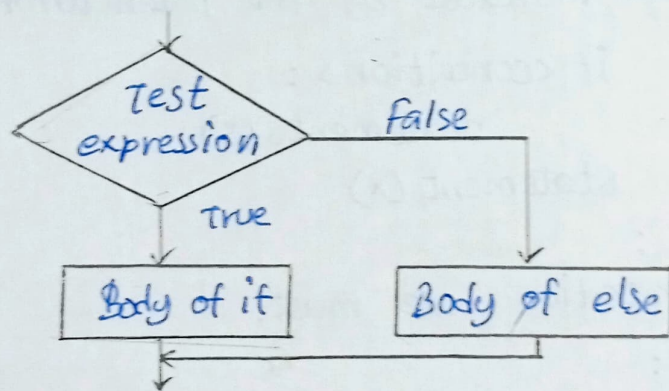 Test
expression
False
True
Body of if
Body of else